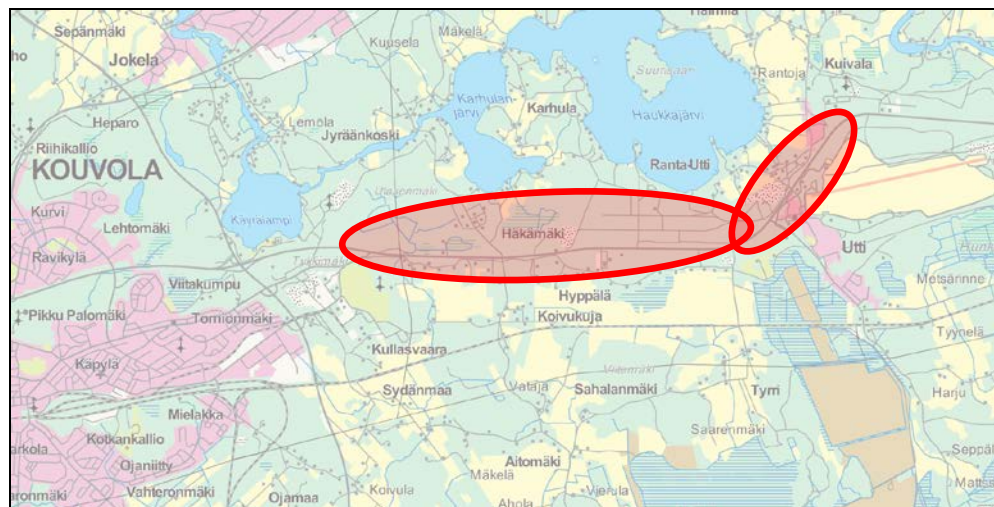 Sepänmäki
Mäkelä
Kuusela
Jokela
Karhulan-
järvi
Karhula
Haukkajärvi
Rantoja
Kuivala
Heparo
Lemola
Jyräänkoski
Riihikallio
KOUVOLA
Ranta-Utti
Käyrälampi
Kurvi
Lehtomäki
Häkämäki
Ravikylä
Utti
Viitakumpu
Metsärinne
Hyppälä
Pikku Palomäki
Tornionmäki
Koivukuja
Tyynelä
Käpylä
Kullasvaara
Sydänmaa
Vataja
Sahalanmäki
Tyrri
Harju
Mielakka
Saarenmäki
Kotkankallio
Ojaniitty
Aitomäki
Vahteronmäki
Ojamaa
Koivula
Mäkelä
Ahola
Vierula